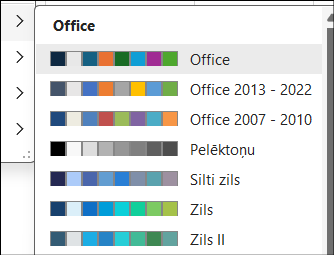 Office
Office
Office 2013 - 2022
Office 2007 - 2010
Pelēktoņu
Silti zils
Zils
Zils II